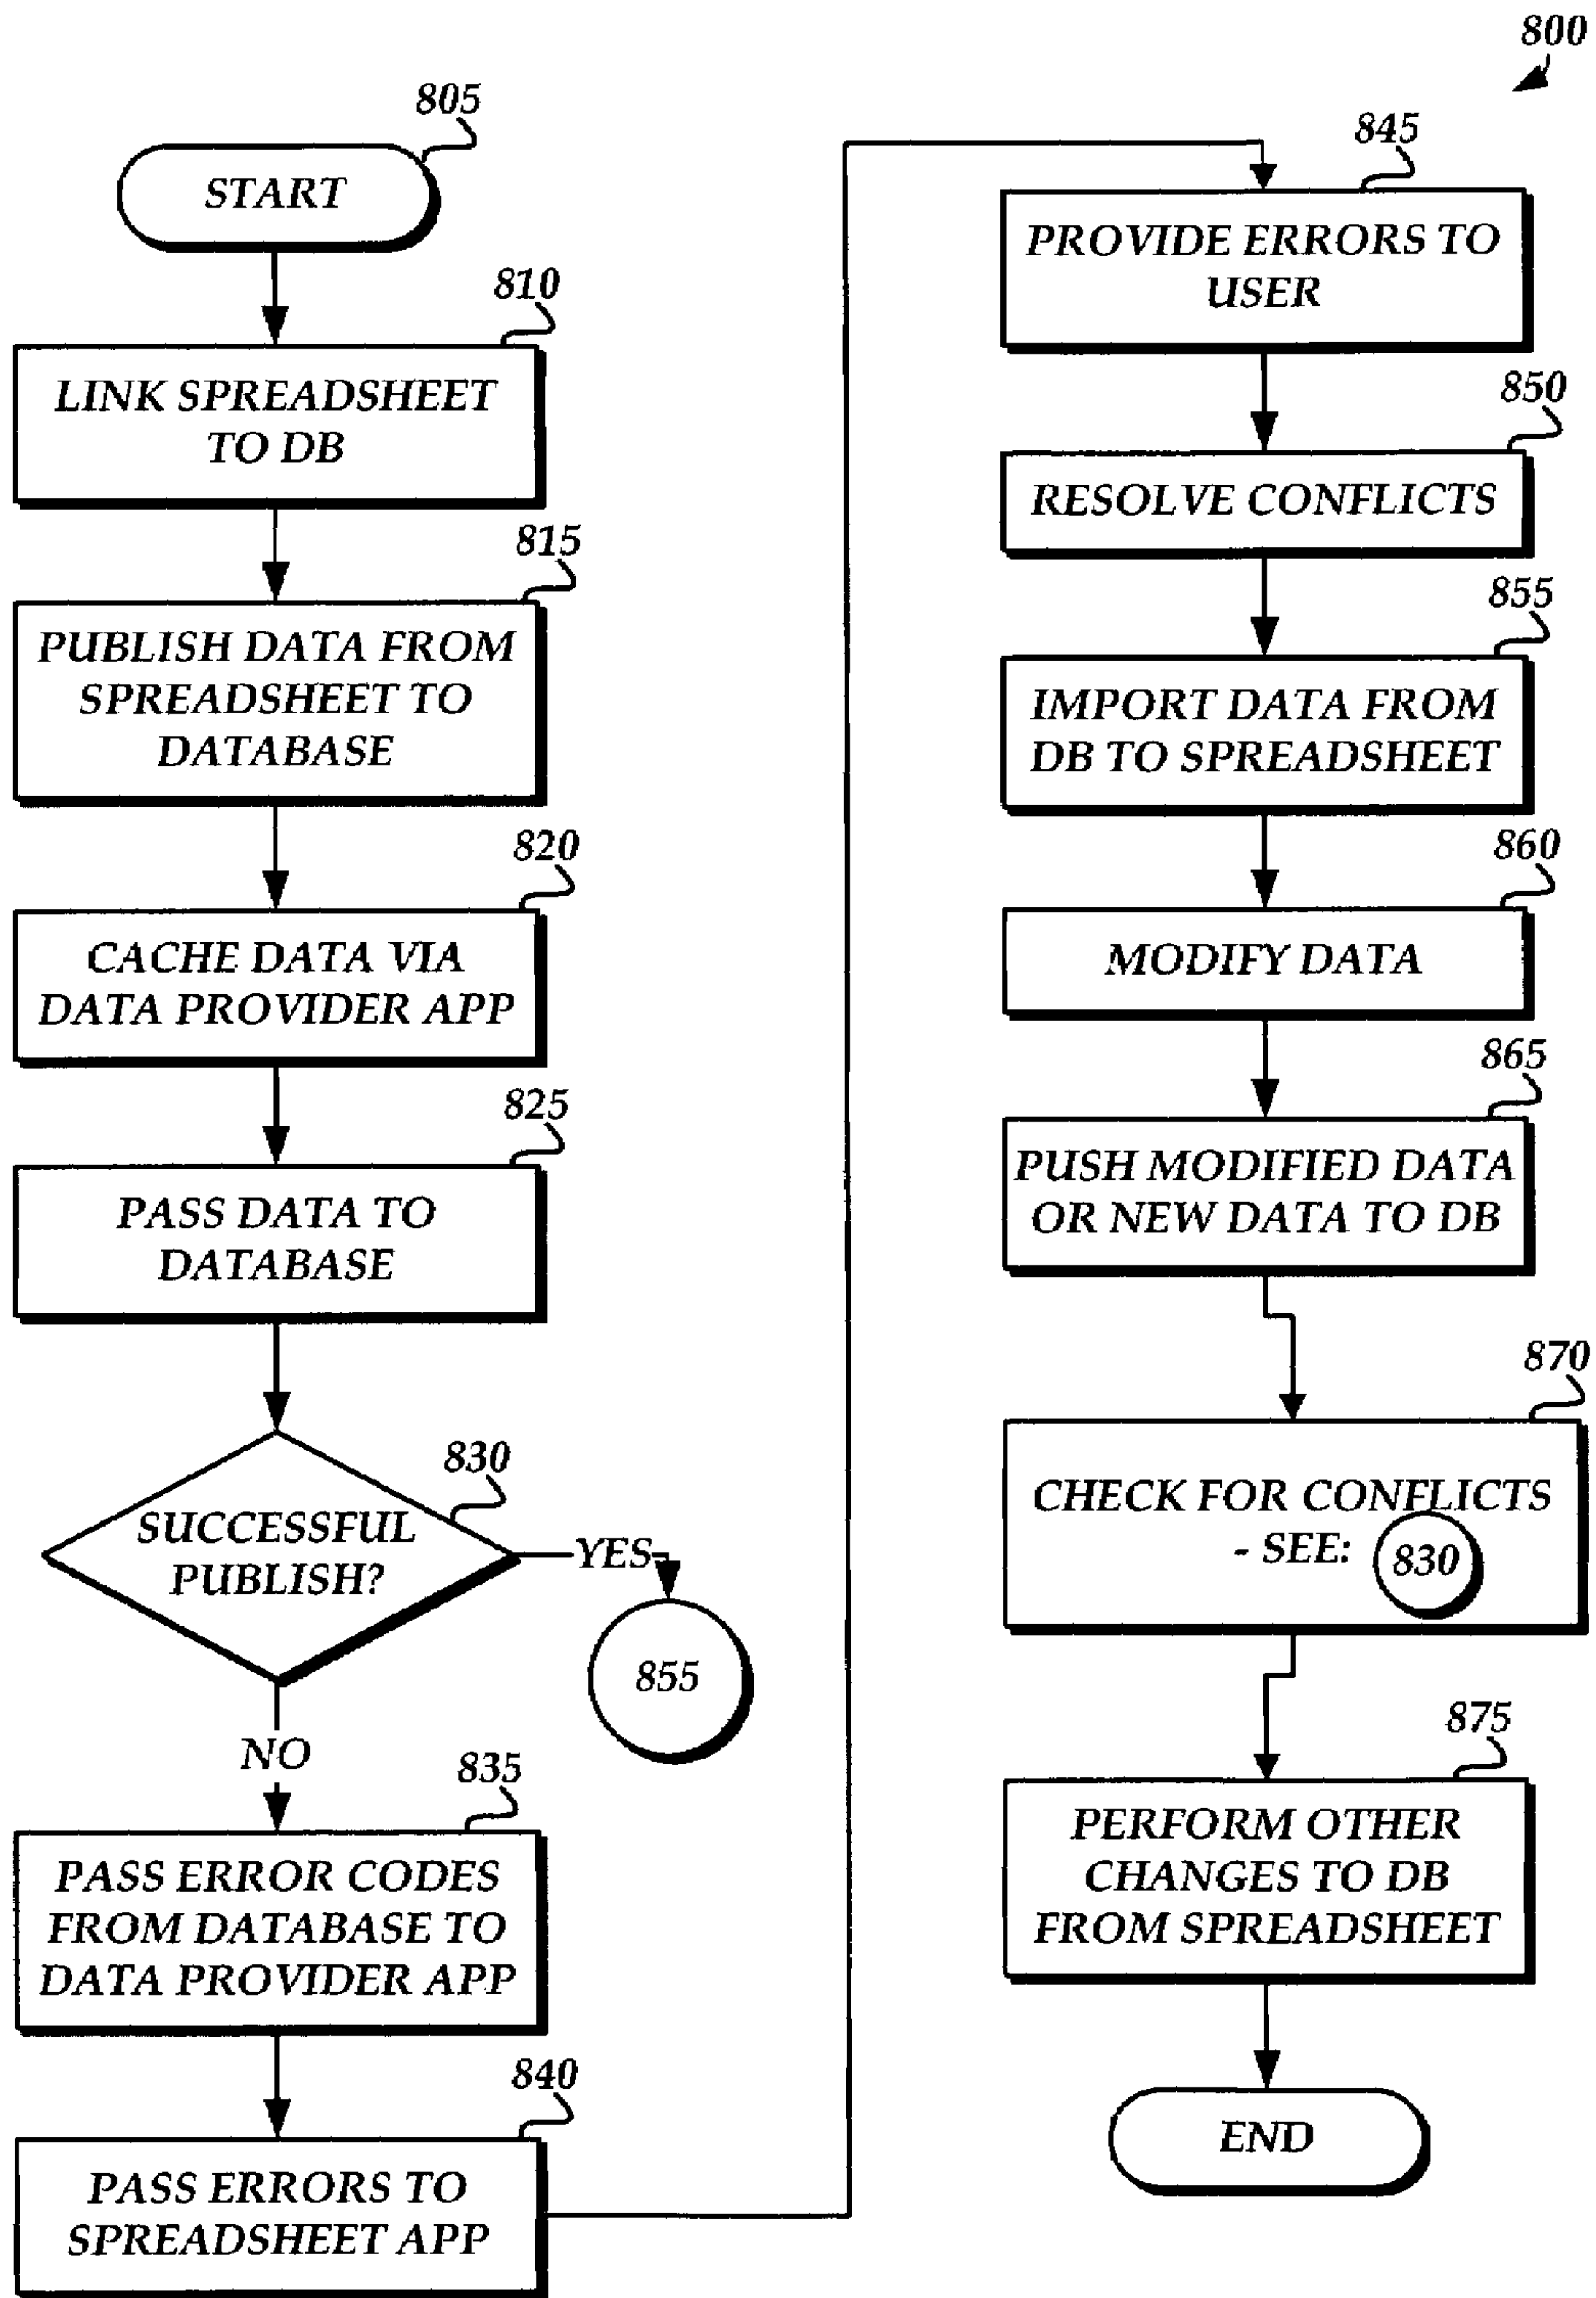 800
805
START
810
LINK SPREADSHEET
TO DB
815
PUBLISH DATA FROM
SPREADSHEET TO
DATABASE
820
CACHE DATA VIA
DATA PROVIDER APP
825
PASS DATA TO
DATABASE
830
SUCCESSFUL
PUBLISH?
YES
855
NO
835
PASS ERROR CODES
FROM DATABASE TO
DATA PROVIDER APP
840
PASS ERRORS TO
SPREADSHEET APP
845
PROVIDE ERRORS TO
USER
850
RESOLVE CONFLICTS
855
IMPORT DATA FROM
DB TO SPREADSHEET
860
MODIFY DATA
865
PUSH MODIFIED DATA
OR NEW DATA TO DB
870
CHECK FOR CONFLICTS
- SEE: 830
875
PERFORM OTHER
CHANGES TO DB
FROM SPREADSHEET
END